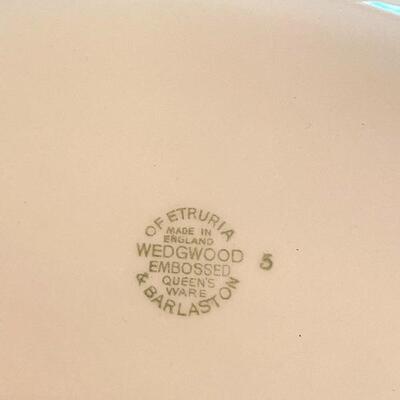 OF ETRURIA
MADE IN
ENGLAND
WEDGWOOD
EMBOSSED
QUEEN'S
WARE
& BARLASTON
5